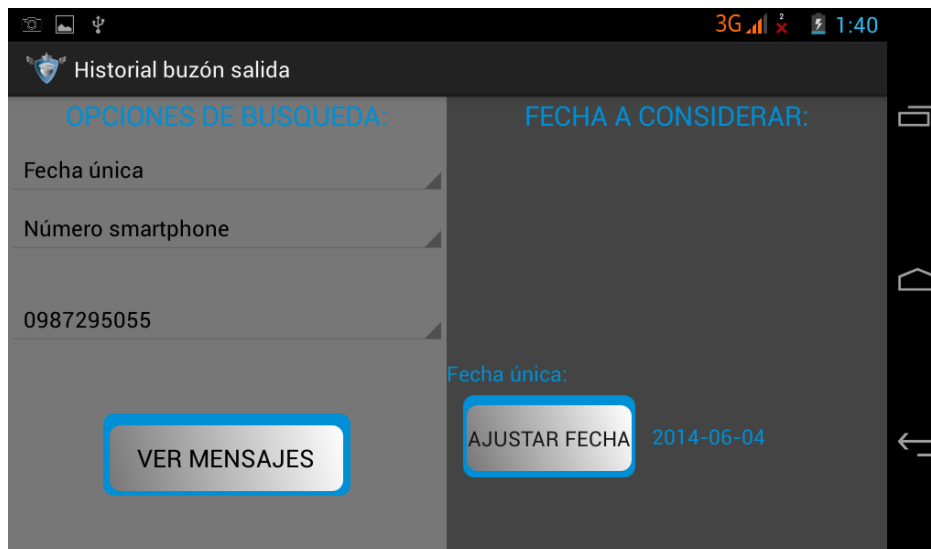 3G 2 1:40
Historial buzón salida
OPCIONES DE BUSQUEDA:
Fecha única
Número smartphone
0987295055
VER MENSAJES
FECHA A CONSIDERAR:
Fecha única:
AJUSTAR FECHA 2014-06-04